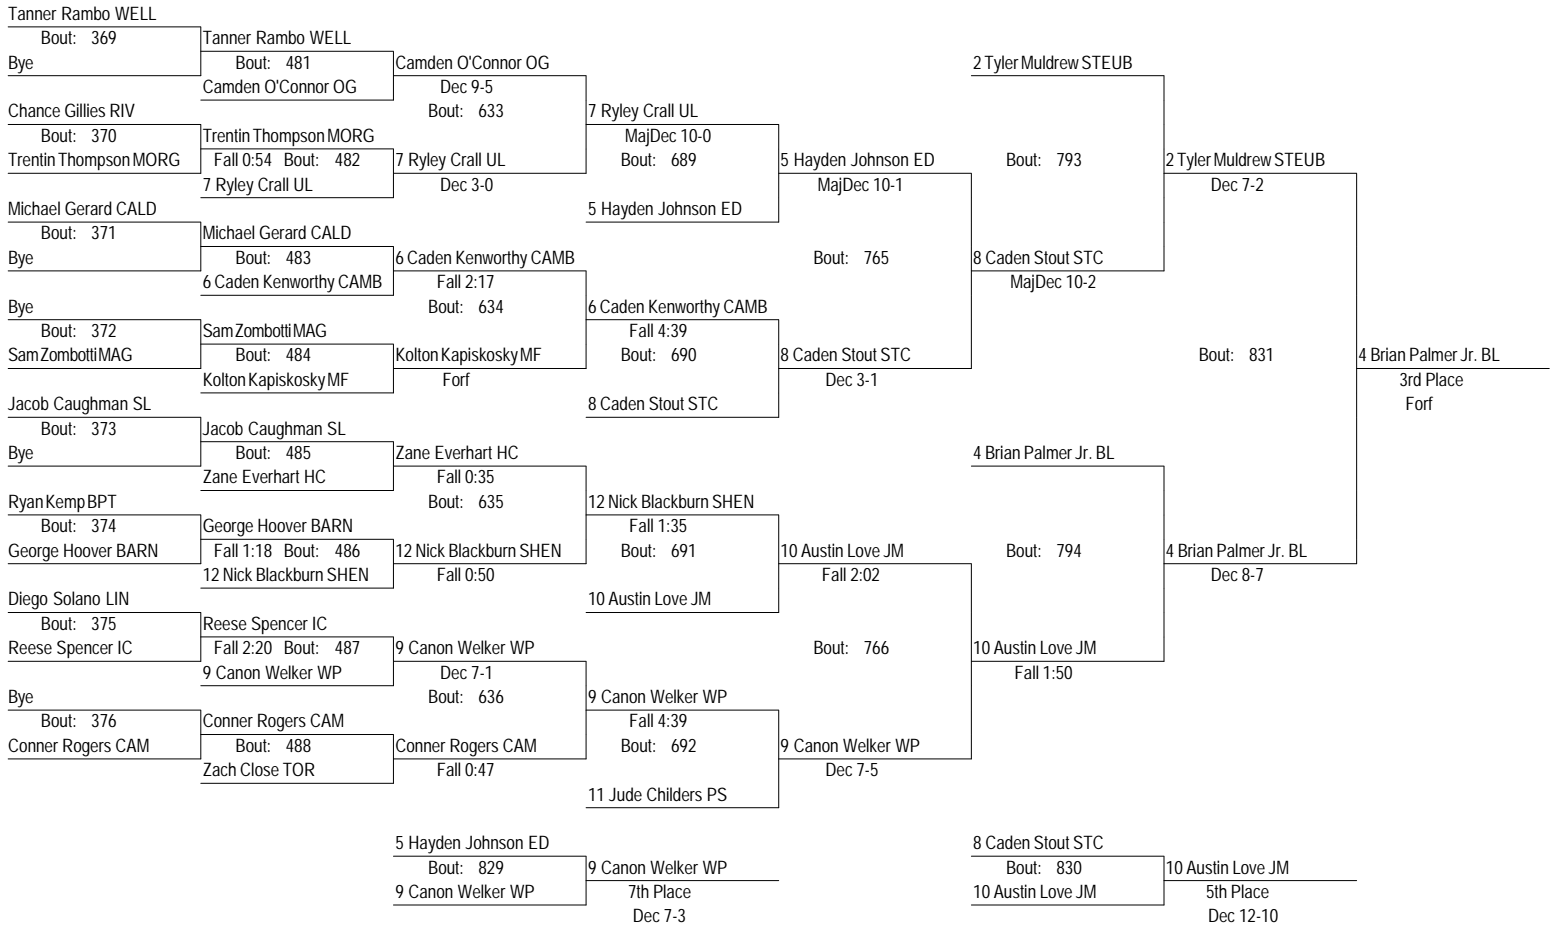 Tanner Rambo WELL
Bout: 369 Tanner Rambo WELL
Bye Bout: 481 Camden O'Connor OG 2 Tyler Muldrew STEUB
Camden O'Connor OG Dec 9-5
Chance Gillies RIV Bout: 633 7 Ryley Crall UL
Bout: 370 Trentin Thompson MORG MajDec 10-0
Trentin Thompson MORG Fall 0:54 Bout: 482 7 Ryley Crall UL Bout: 689 5 Hayden Johnson ED Bout: 793 2 Tyler Muldrew STEUB
7 Ryley Crall UL Dec 3-0 MajDec 10-1 Dec 7-2
Michael Gerard CALD 5 Hayden Johnson ED
Bout: 371 Michael Gerard CALD
Bye Bout: 483 6 Caden Kenworthy CAMB Bout: 765 8 Caden Stout STC
6 Caden Kenworthy CAMB Fall 2:17 MajDec 10-2
Bye Bout: 634 6 Caden Kenworthy CAMB
Bout: 372 Sam Zombotti MAG Fall 4:39
Sam Zombotti MAG Bout: 484 Kolton Kapiskosky MF Bout: 690 8 Caden Stout STC Bout: 831 4 Brian Palmer Jr. BL
Kolton Kapiskosky MF Forf Dec 3-1 3rd Place
Jacob Caughman SL 8 Caden Stout STC Forf
Bout: 373 Jacob Caughman SL
Bye Bout: 485 Zane Everhart HC 4 Brian Palmer Jr. BL
Zane Everhart HC Fall 0:35
Ryan Kemp BPT Bout: 635 12 Nick Blackburn SHEN
Bout: 374 George Hoover BARN Fall 1:35
George Hoover BARN Fall 1:18 Bout: 486 12 Nick Blackburn SHEN Bout: 691 10 Austin Love JM Bout: 794 4 Brian Palmer Jr. BL
12 Nick Blackburn SHEN Fall 0:50 Fall 2:02 Dec 8-7
Diego Solano LIN 10 Austin Love JM
Bout: 375 Reese Spencer IC
Reese Spencer IC Fall 2:20 Bout: 487 9 Canon Welker WP Bout: 766 10 Austin Love JM
9 Canon Welker WP Dec 7-1 Fall 1:50
Bye Bout: 636 9 Canon Welker WP
Bout: 376 Conner Rogers CAM Fall 4:39
Conner Rogers CAM Bout: 488 Conner Rogers CAM Bout: 692 9 Canon Welker WP
Zach Close TOR Fall 0:47 Dec 7-5
11 Jude Childers PS
5 Hayden Johnson ED 8 Caden Stout STC
Bout: 829 9 Canon Welker WP Bout: 830 10 Austin Love JM
9 Canon Welker WP 7th Place 10 Austin Love JM 5th Place
Dec 7-3 Dec 12-10